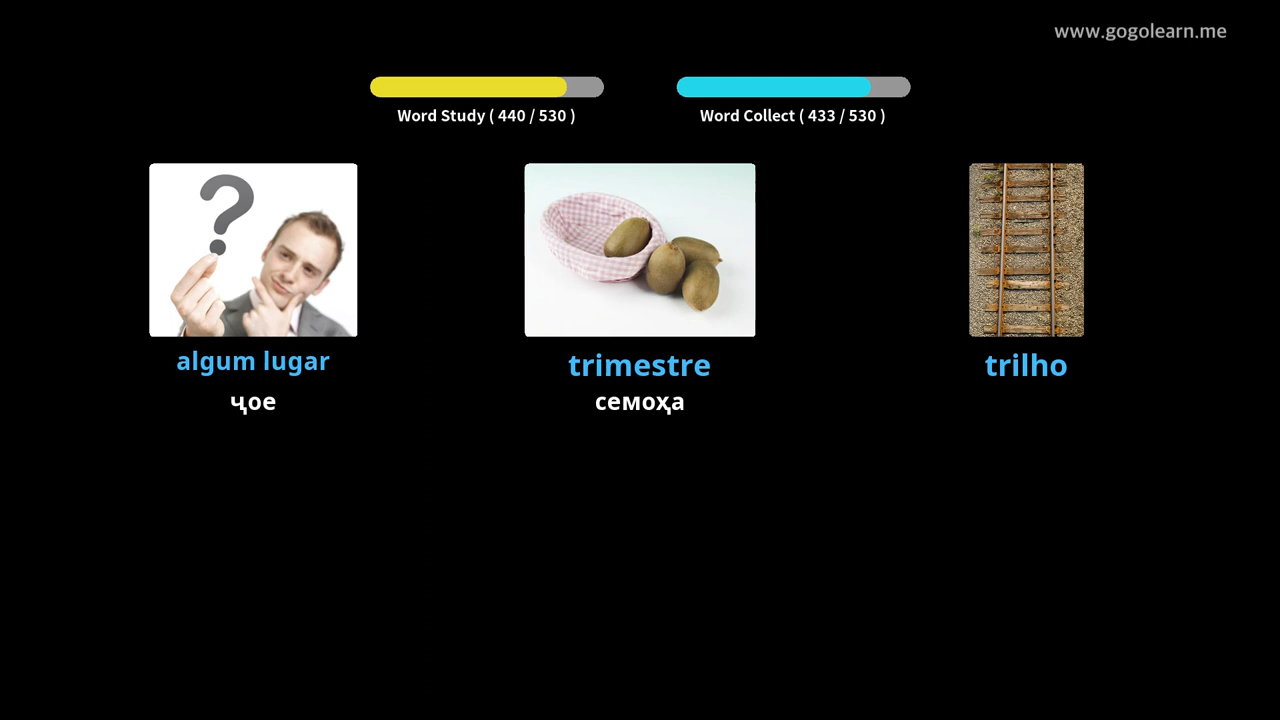 www.gogolearn.me
Word Study ( 440 / 530 )
Word Collect ( 433 / 530 )
algum lugar
ҷое
trimestre
семоҳа
trilho